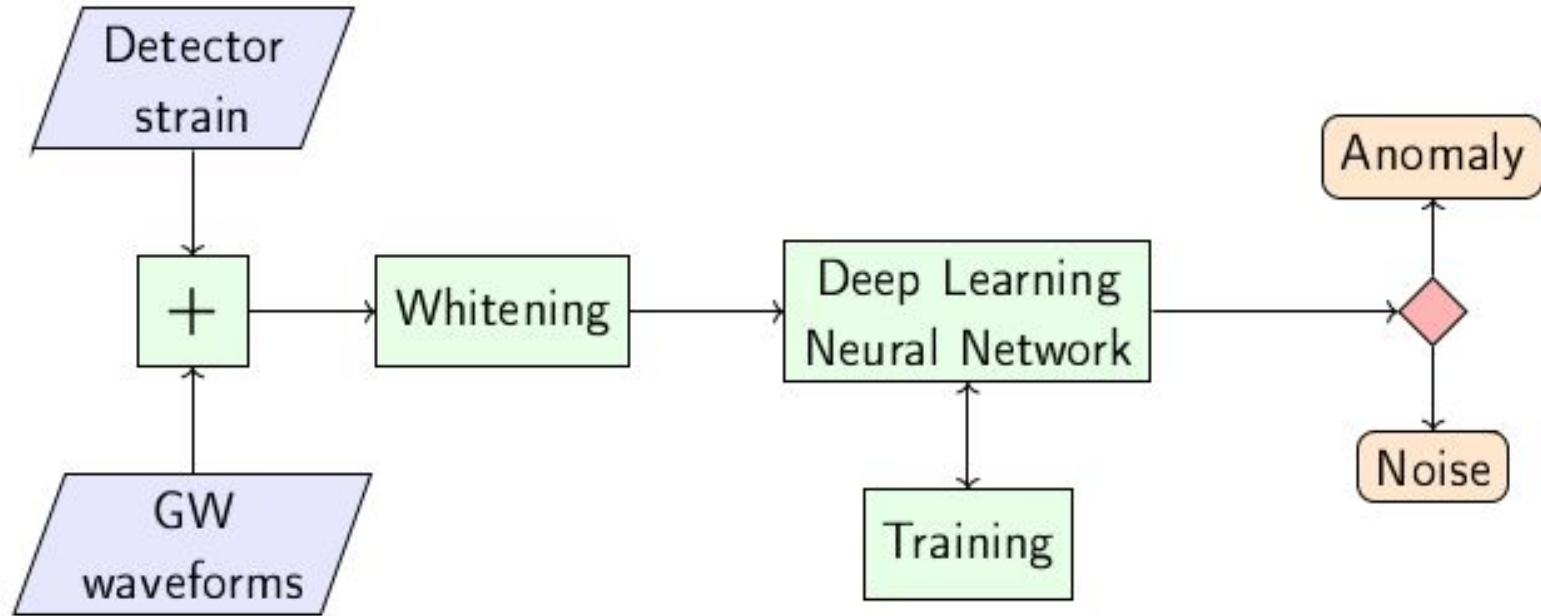 Detector
strain
+
Whitening
Deep Learning
Neural Network
Anomaly
Noise
Training
GW
waveforms